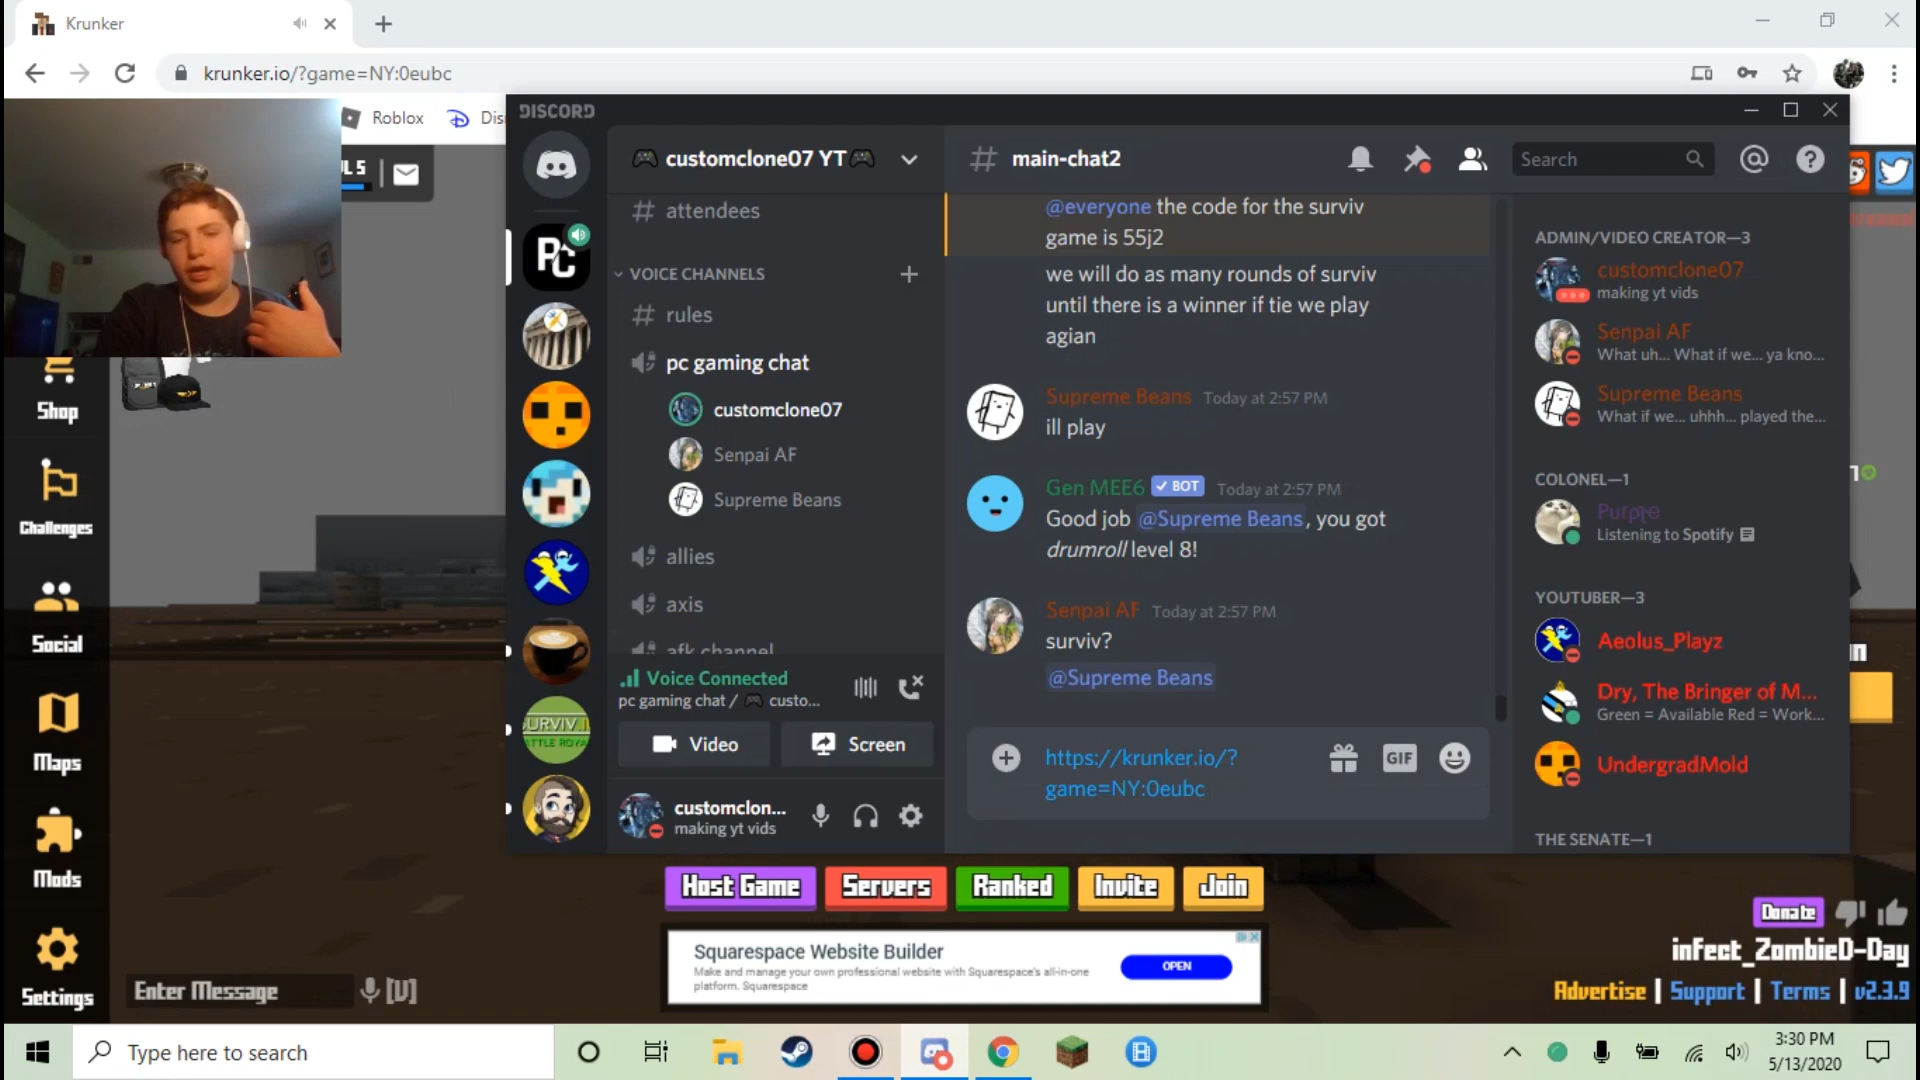 Krunker
krunker.io/?game=NY:0eubc
Roblox
DISCORD
customclone07 YT
main-chat2
Search
attendees
VOICE CHANNELS
rules
pc gaming chat
customclone07
Senpai AF
Supreme Beans
allies
axis
afk channel
Voice Connected
pc gaming chat / custo...
Video
Screen
customclon...
making yt vids
@everyone the code for the surviv
game is 55j2
we will do as many rounds of surviv
until there is a winner if tie we play
agian
Supreme Beans Today at 2:57 PM
ill play
Gen MEE6 BOT Today at 2:57 PM
Good job @Supreme Beans, you got
drumroll level 8!
Senpai AF Today at 2:57 PM
surviv?
@Supreme Beans
https://krunker.io/?
game=NY:0eubc
GIF
ADMIN/VIDEO CREATOR—3
customclone07
making yt vids
Senpai AF
What uh... What if we... ya kno...
Supreme Beans
What if we... uhhh... played the...
COLONEL—1
Purple
Listening to Spotify
YOUTUBER—3
Aeolus_Playz
Dry, The Bringer of M...
Green = Available Red = Work...
UndergradMold
THE SENATE—1
Shop
Challenges
Social
Maps
Mods
Settings
Enter Message
[V]
Host Game
Servers
Ranked
Invite
Join
Squarespace Website Builder
Make and manage your own professional website with Squarespace's all-in-one
platform. Squarespace
OPEN
Donate
infect_ZombieD-Day
Advertise | Support | Terms | v2.3.9
Type here to search
3:30 PM
5/13/2020